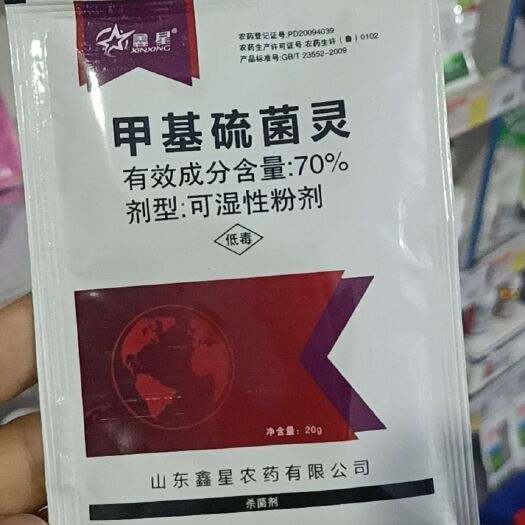 鑫星
XINXING
农药登记证号:PD20094039
农药生产许可证号:农药生许(鲁)0102
产品标准号:GB/T 23552-2009
甲基硫菌灵
有效成分含量:70%
剂型:可湿性粉剂
低毒
净含量: 20g
山东鑫星农药有限公司
杀菌剂